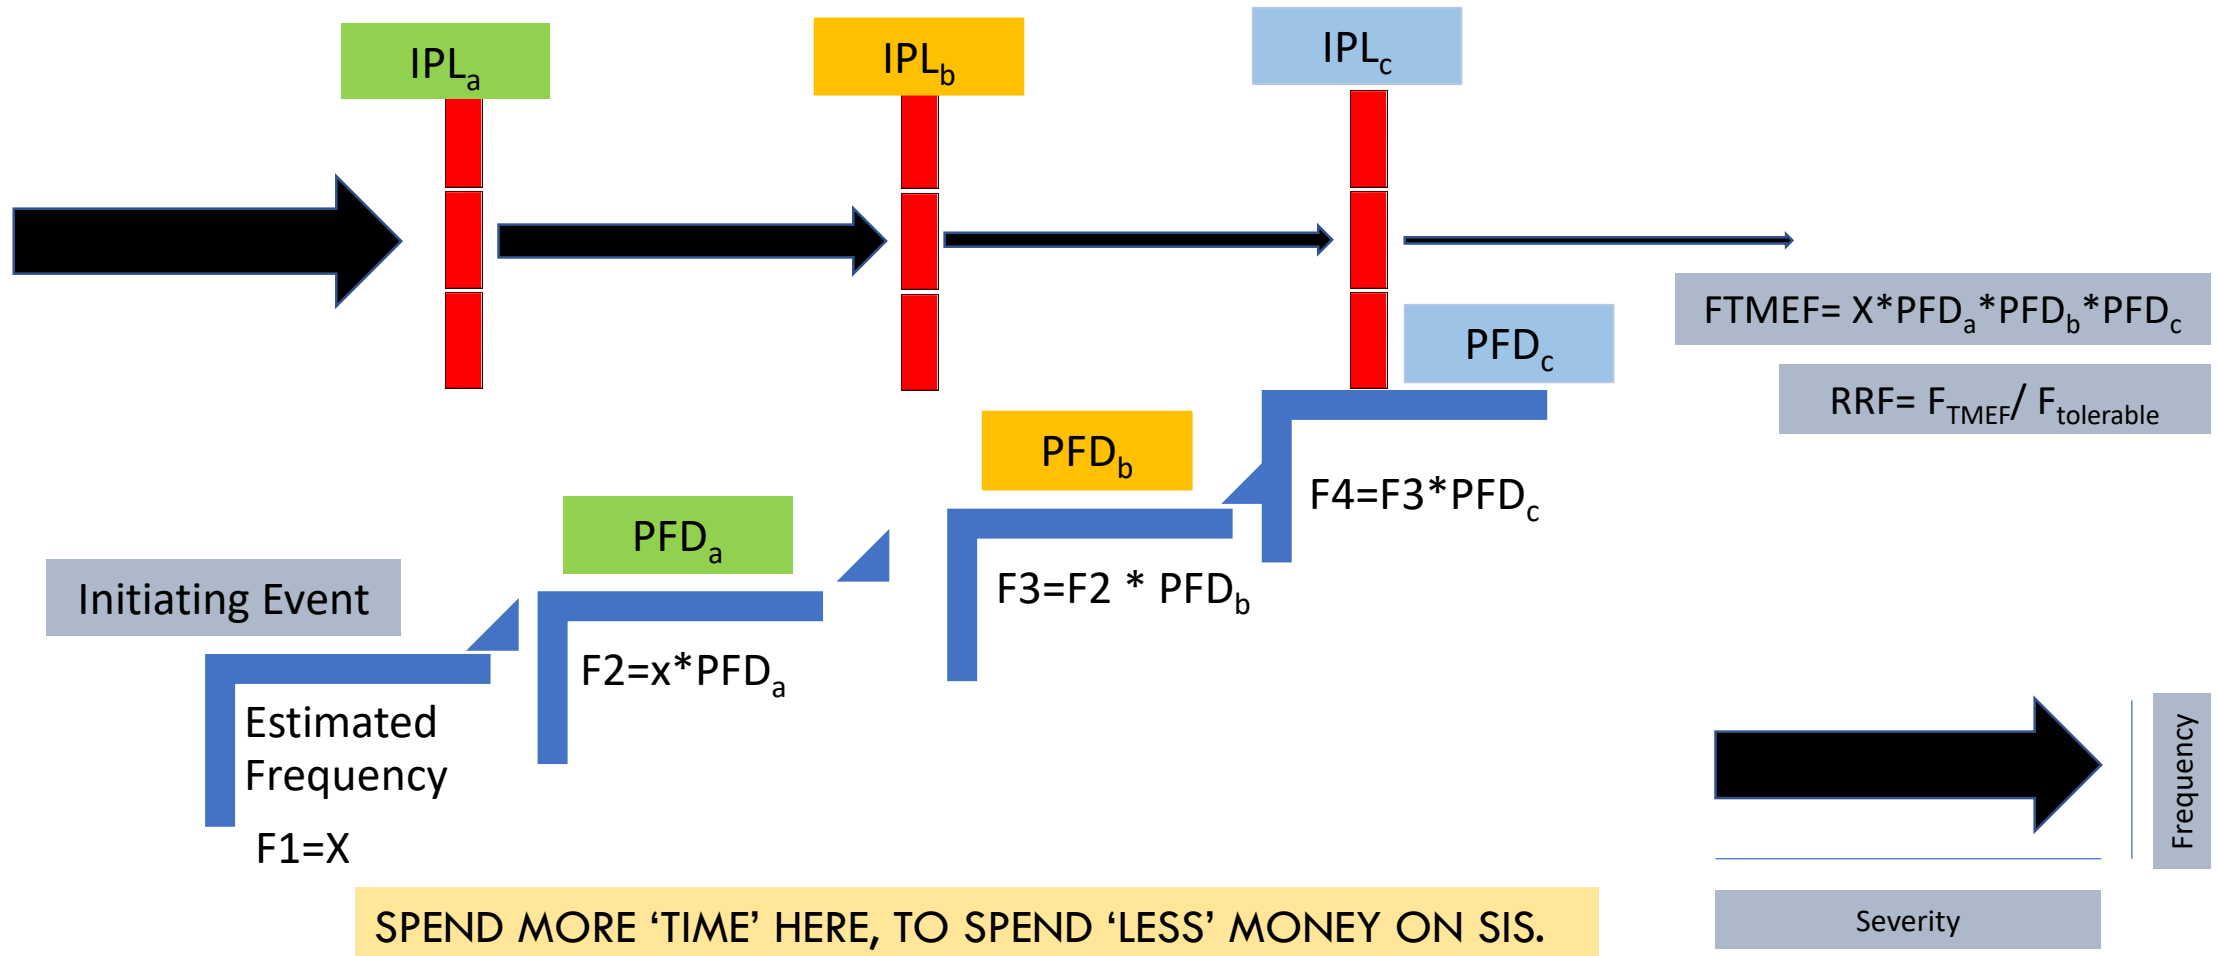 IPLa
IPLb
IPLc
FTMEF= X*PFDa*PFDb*PFDc
PFDc
RRF= FTMEF/ Ftolerable
PFDb
F4=F3*PFDc
PFDa
Initiating Event
F3=F2 * PFDb
F2=x*PFDa
Estimated
Frequency
F1=X
Frequency
Severity
SPEND MORE ‘TIME’ HERE, TO SPEND ‘LESS’ MONEY ON SIS.